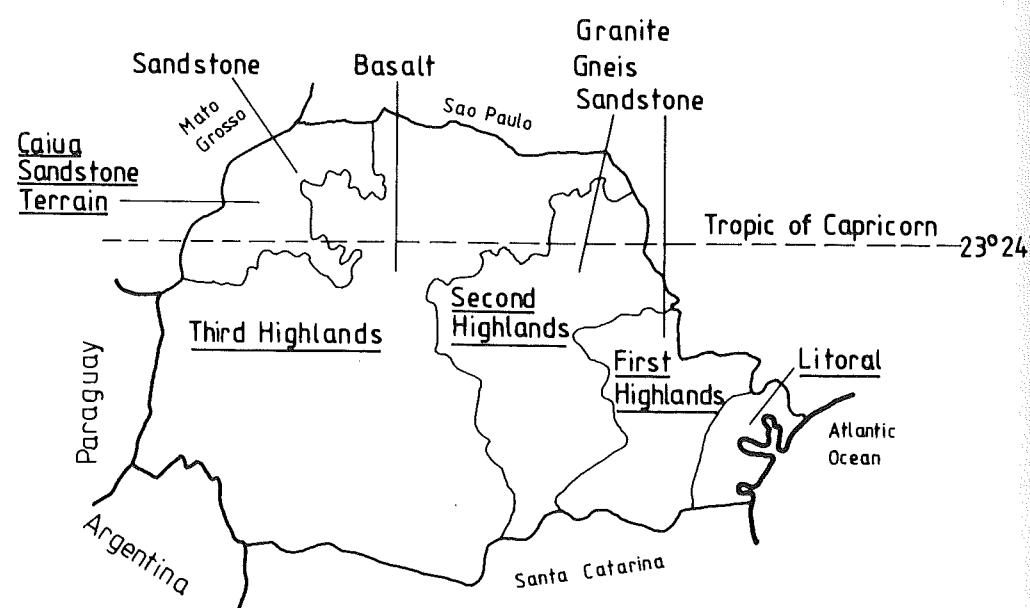 Granite
Gneis
Sandstone
Sandstone
Basalt
Mato
Grosso
Sao Paulo
Caiua
Sandstone
Terrain
Tropic of Capricorn
23°24
Second
Highlands
Third Highlands
First
Highlands
Litoral
Paraguay
Atlantic
Ocean
Argentina
Santa Catarina